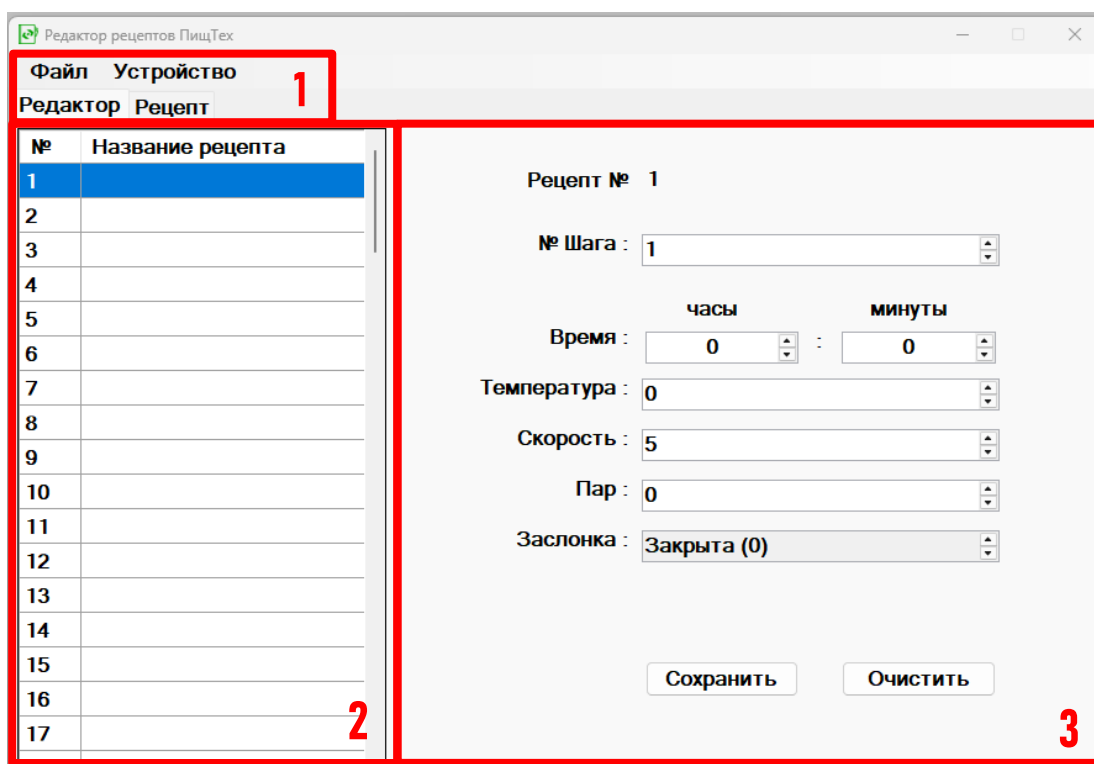 Редактор рецептов ПищТех
Файл Устройство
1
Редактор Рецепт
№ Название рецепта
1
2
3
4
5
6
7
8
9
10
11
12
13
14
15
16
17
2
Рецепт № 1
№ Шага : 1
часы минуты
Время : 0 : 0
Температура : 0
Скорость : 5
Пар : 0
Заслонка : Закрыта (0)
Сохранить Очистить
3